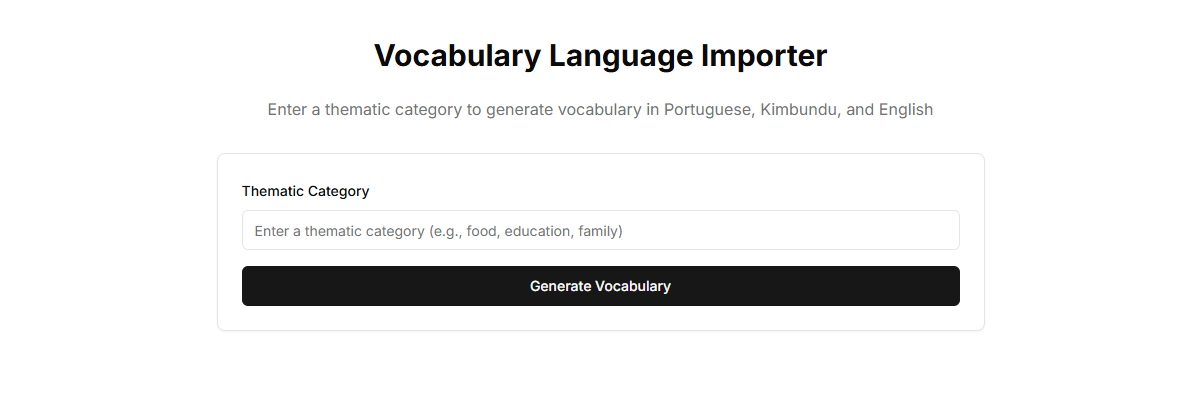 Vocabulary Language Importer
Enter a thematic category to generate vocabulary in Portuguese, Kimbundu, and English
Thematic Category
Enter a thematic category (e.g., food, education, family)
Generate Vocabulary